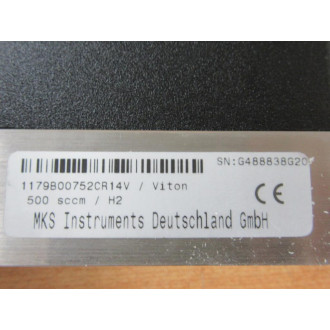 SN:G488838G20
1179B00752CR14V / Viton
500 sccm / H2
CE
MKS Instruments Deutschland GmbH